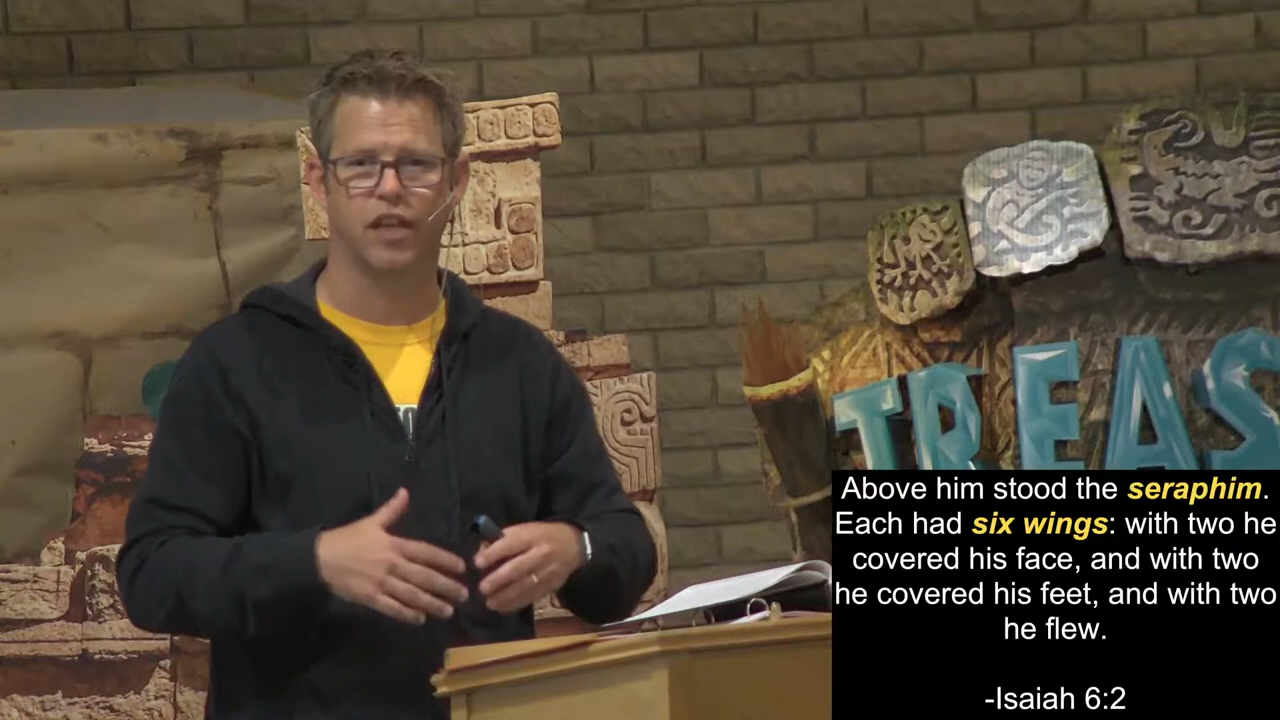 TREAS
Above him stood the seraphim.
Each had six wings: with two he
covered his face, and with two
he covered his feet, and with two
he flew.
-Isaiah 6:2